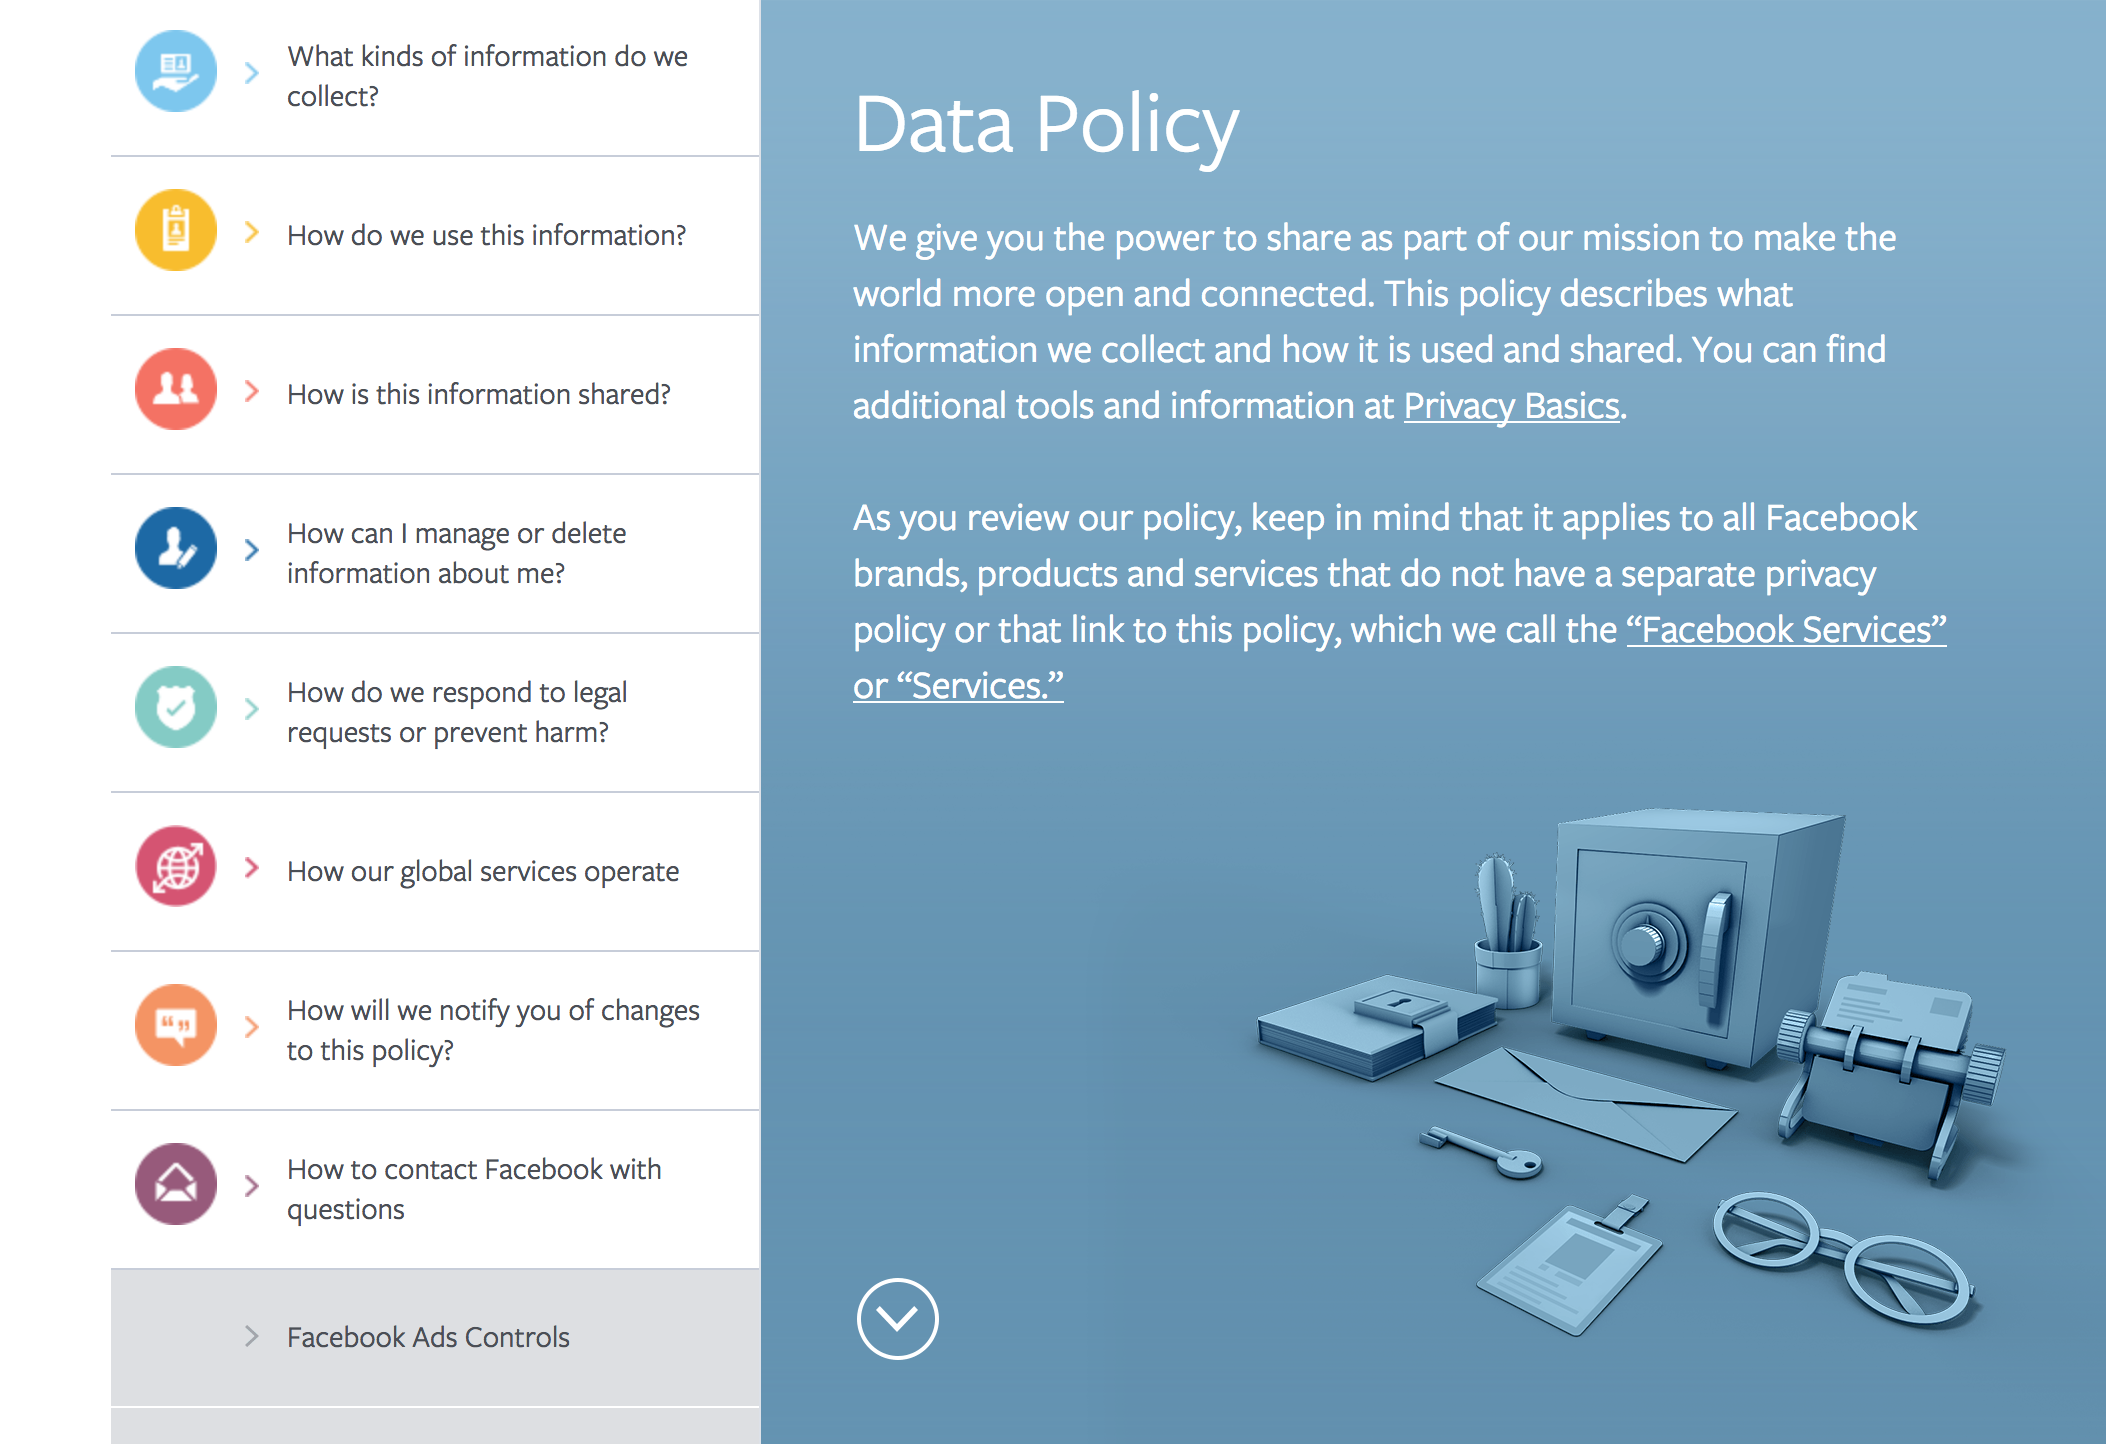 What kinds of information do we
collect?
How do we use this information?
How is this information shared?
How can I manage or delete
information about me?
How do we respond to legal
requests or prevent harm?
How our global services operate
How will we notify you of changes
to this policy?
How to contact Facebook with
questions
Facebook Ads Controls
Data Policy
We give you the power to share as part of our mission to make the
world more open and connected. This policy describes what
information we collect and how it is used and shared. You can find
additional tools and information at Privacy Basics.
As you review our policy, keep in mind that it applies to all Facebook
brands, products and services that do not have a separate privacy
policy or that link to this policy, which we call the “Facebook Services”
or “Services.”